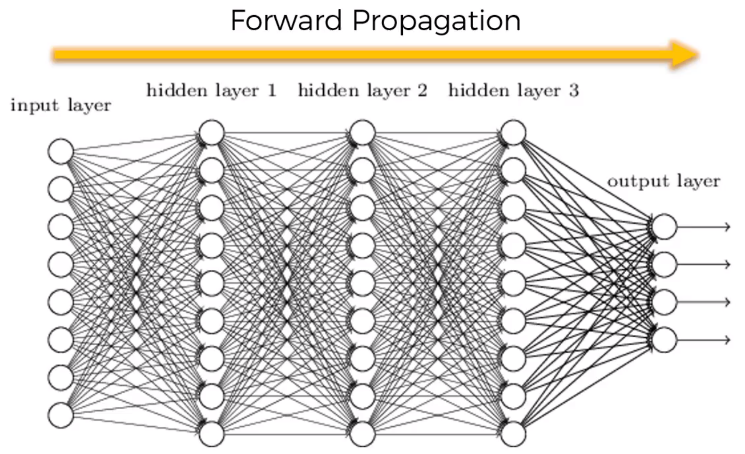 Forward Propagation
hidden layer 1 hidden layer 2 hidden layer 3
input layer
output layer